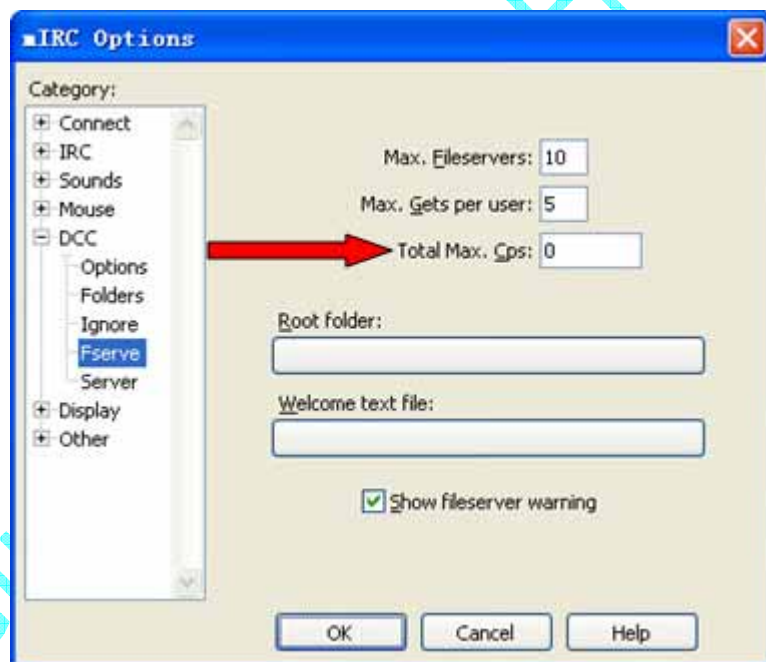 mIRC Options
Category:
Connect
IRC
Sounds
Mouse
DCC
Options
Folders
Ignore
Fserve
Server
Display
Other
Max. Fileservers: 10
Max. Gets per user: 5
Total Max. Cps: 0
Root folder:
Welcome text file:
Show fileserver warning
OK Cancel Help